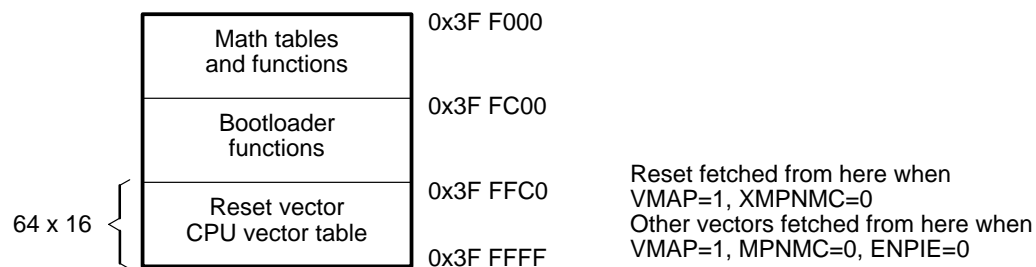 0x3F F000
Math tables
and functions
0x3F FC00
Bootloader
functions
0x3F FFC0
64 x 16
Reset vector
CPU vector table
0x3F FFFF
Reset fetched from here when
VMAP=1, XMPNMC=0
Other vectors fetched from here when
VMAP=1, MPNMC=0, ENPIE=0